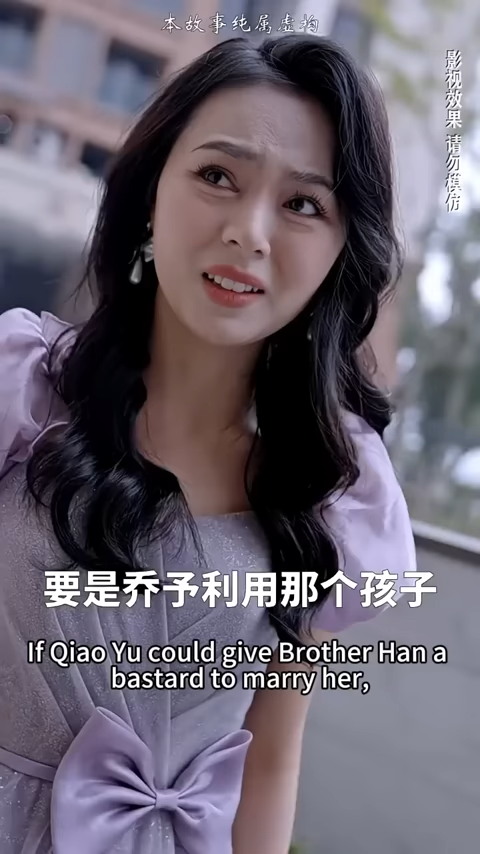 本故事纯属虚构
影视效果 请勿模仿
要是乔予利用那个孩子
If Qiao Yu could give Brother Han a
bastard to marry her,